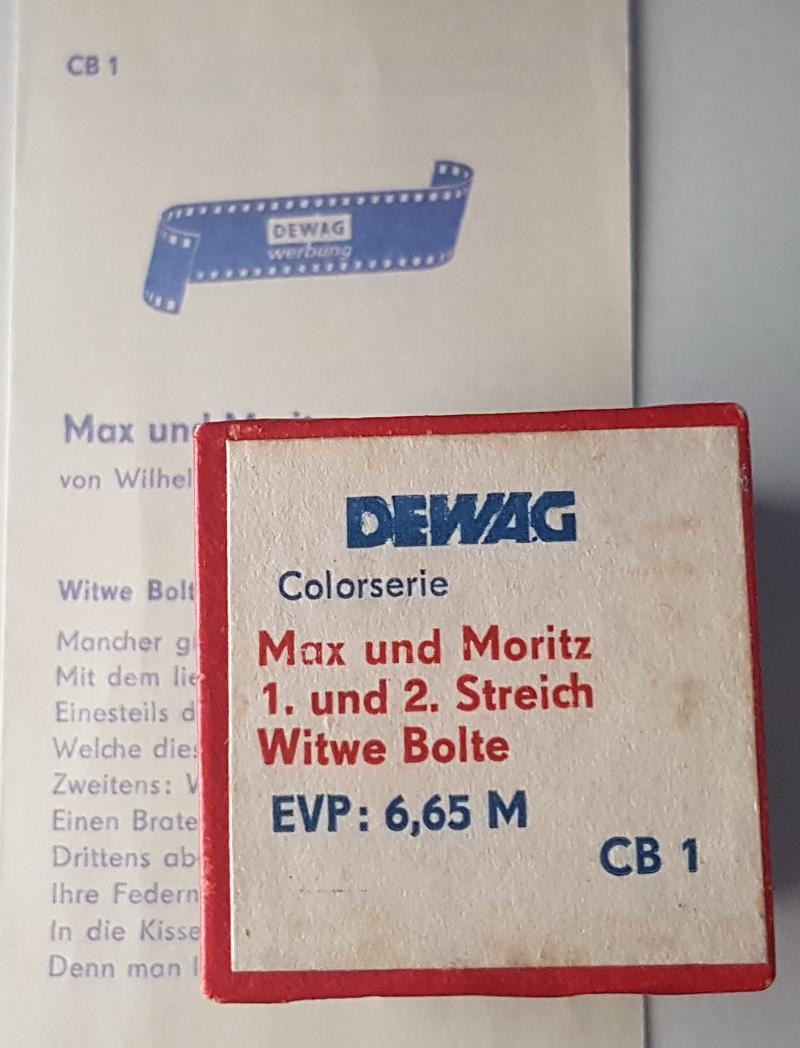 CB 1
DEWAG
werbung
Max und Moritz
von Wilhel
Witwe Bolt
Mancher g
Mit dem lie
Einesteils d
Welche dies
Zweitens: W
Einen Brate
Drittens ab
Ihre Federn
In die Kisse
Denn man l
DEWAG
Colorserie
Max und Moritz
1. und 2. Streich
Witwe Bolte
EVP: 6,65 M
CB 1